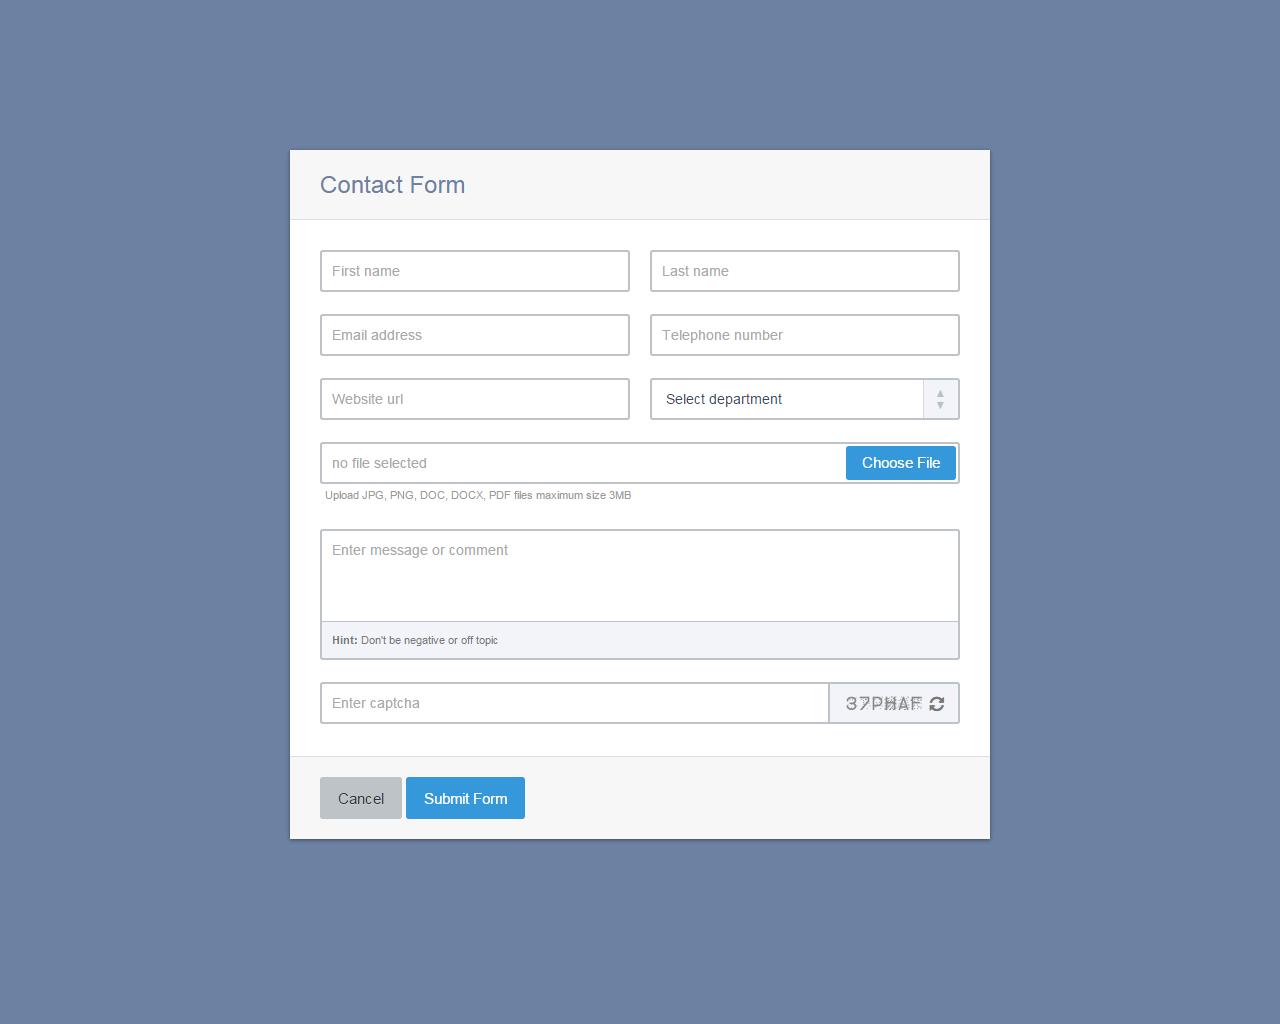 Contact Form
First name
Last name
Email address
Telephone number
Website url
Select department
no file selected
Choose File
Upload JPG, PNG, DOC, DOCX, PDF files maximum size 3MB
Enter message or comment
Hint: Don't be negative or off topic
Enter captcha
Cancel
Submit Form